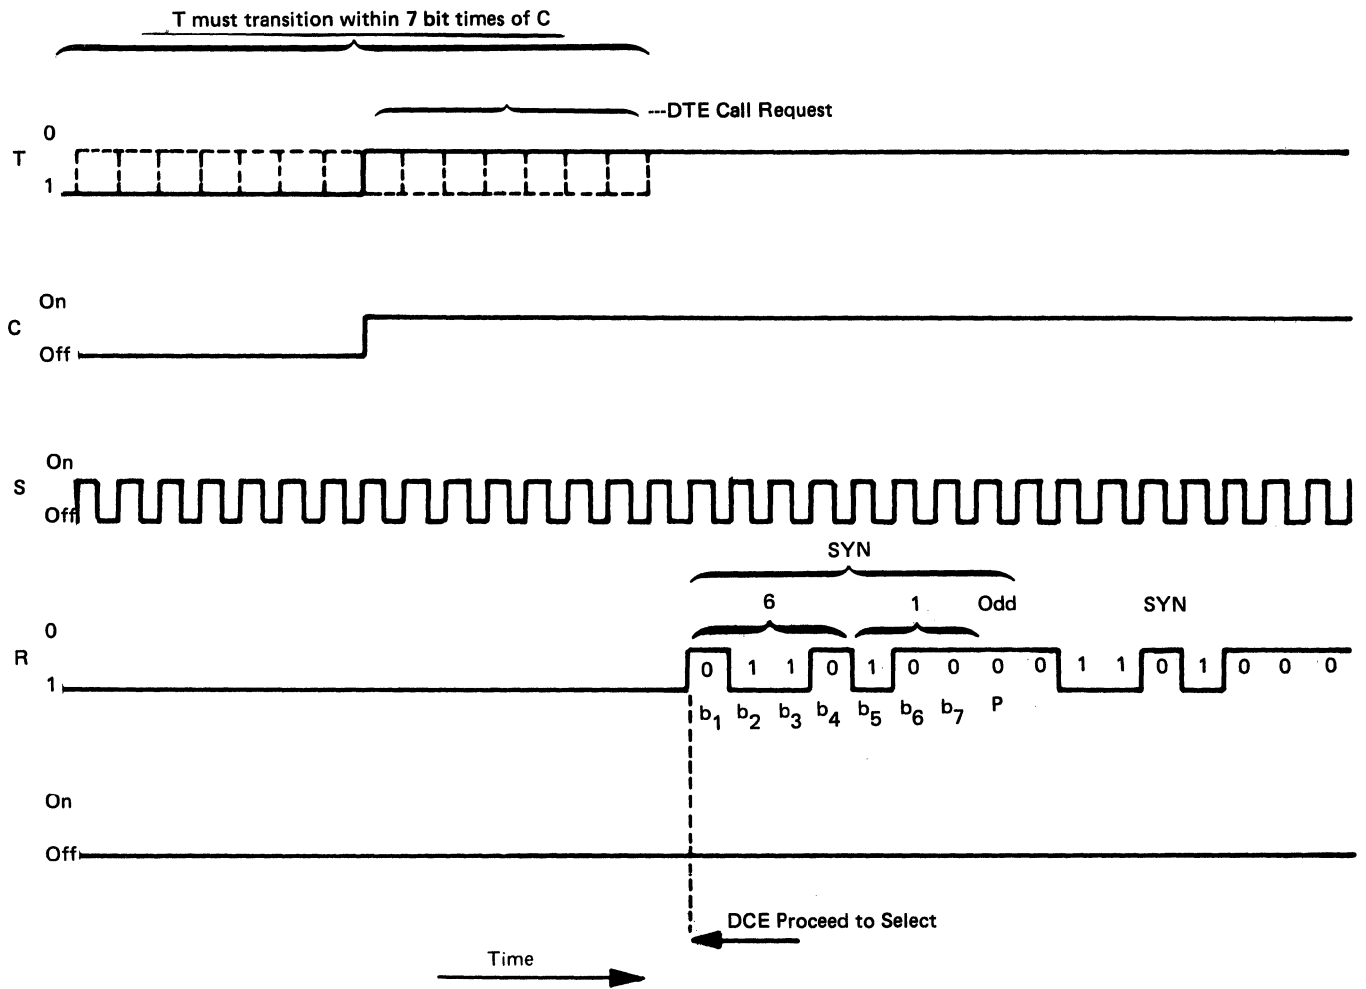 T must transition within 7 bit times of C
---DTE Call Request
0
T
1
On
C
Off
On
S
Off
SYN
6 1 Odd SYN
0
R
1
0 1 1 0 1 0 0 0 0 1 1 0 1 0 0 0
b1 b2 b3 b4 b5 b6 b7 P
On
Off
DCE Proceed to Select
Time